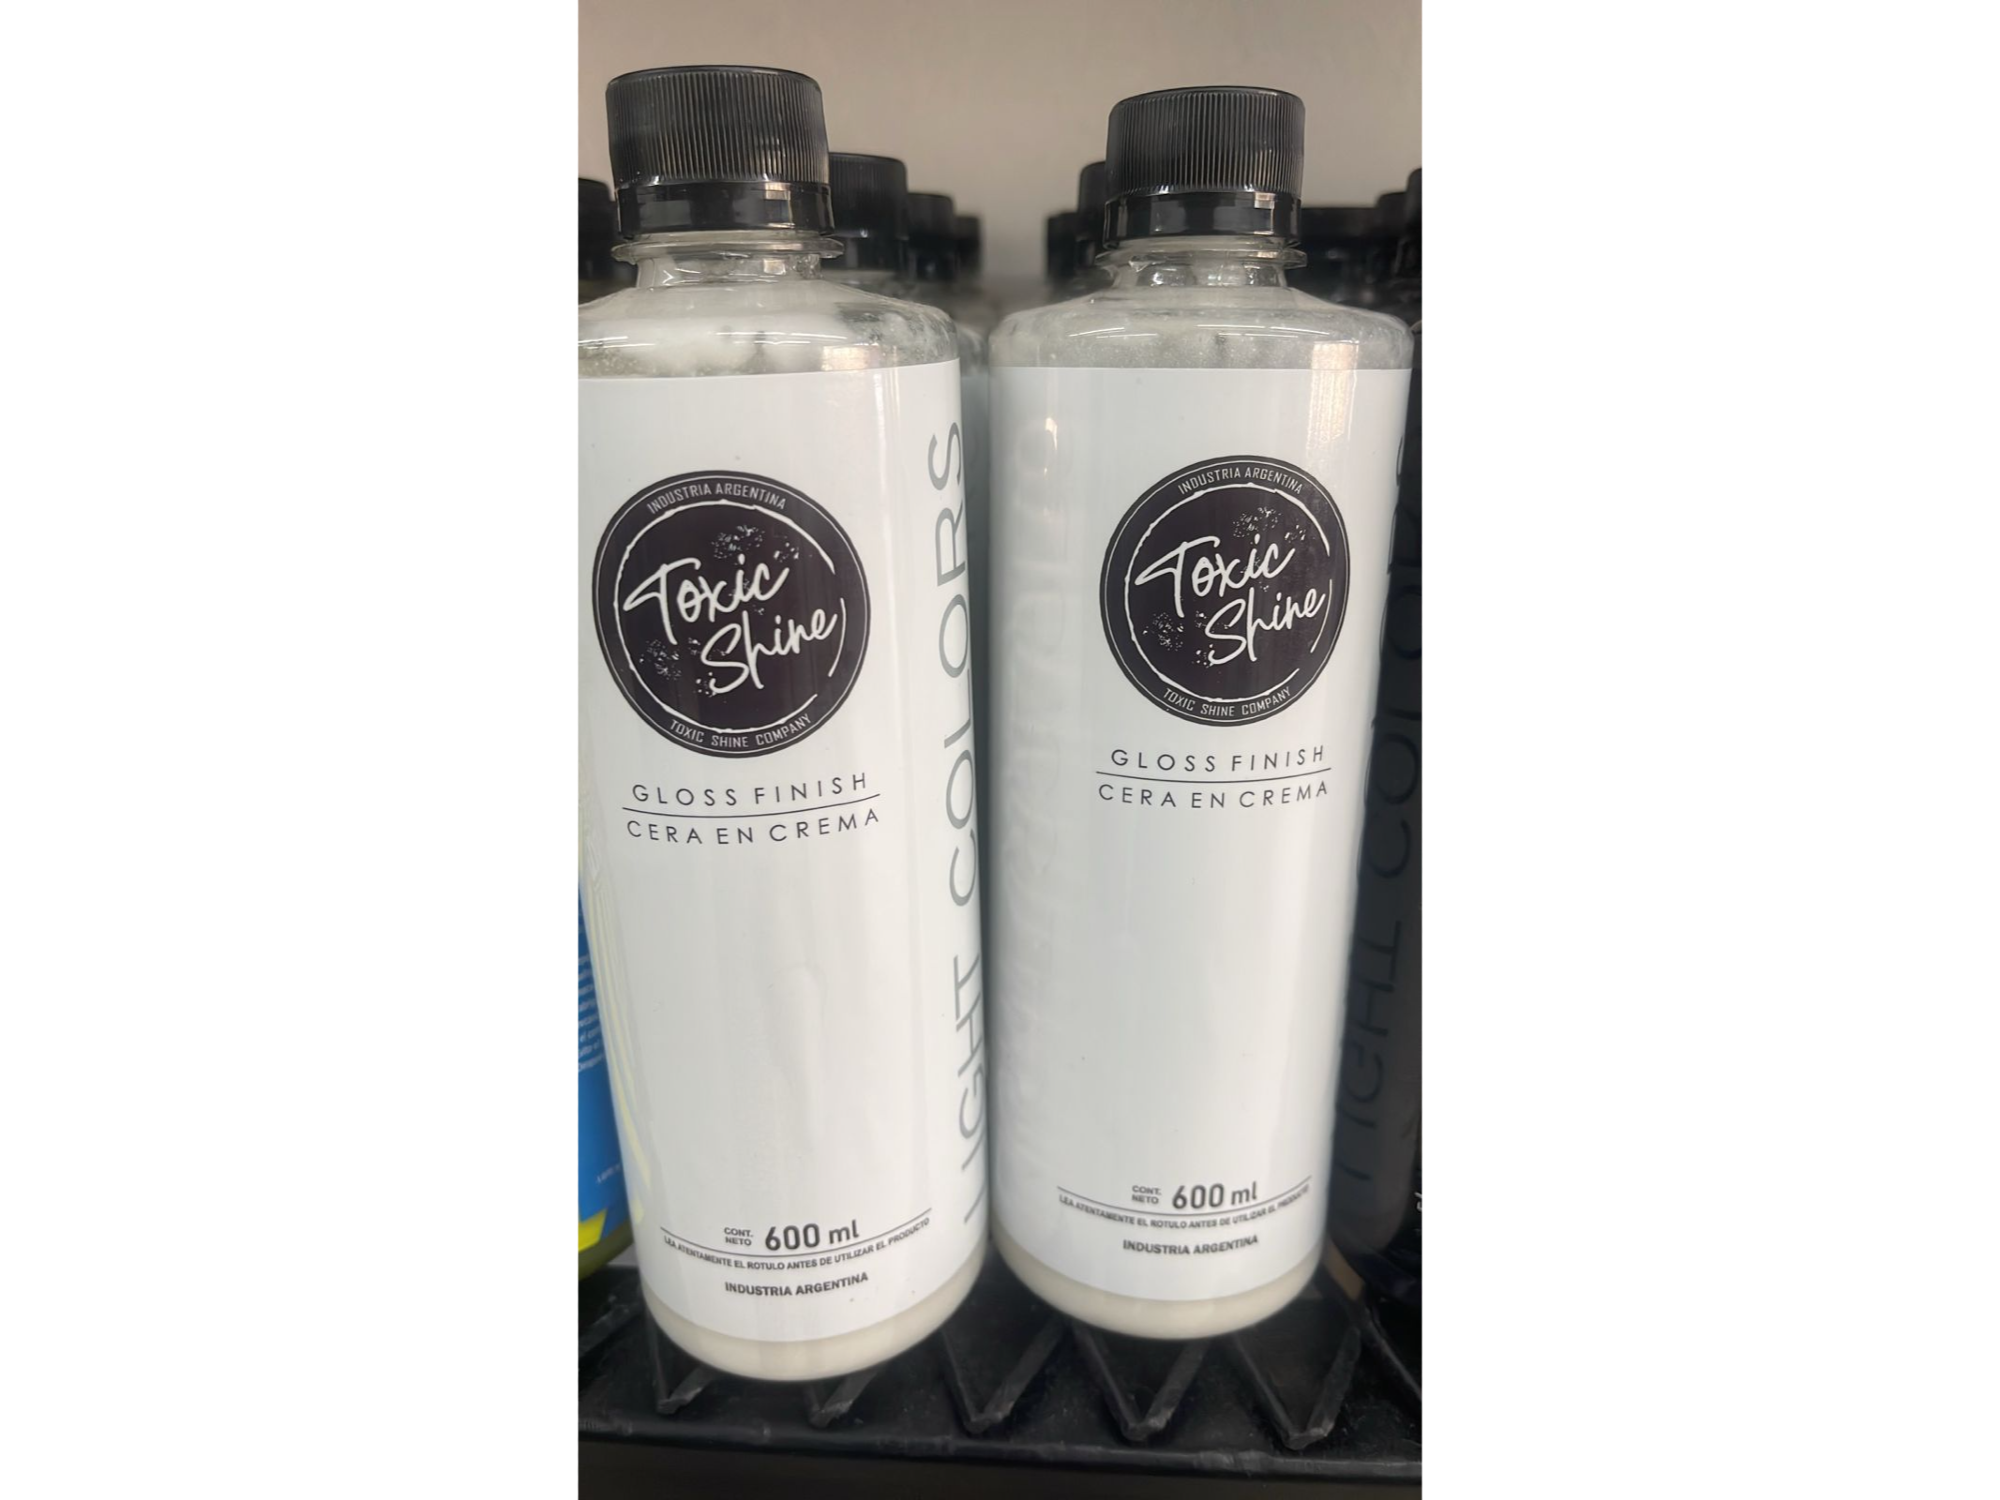 INDUSTRIA ARGENTINA
Toxic
Shine
TOXIC SHINE COMPANY
GLOSS FINISH
CERA EN CREMA
CONT.
NETO
600 ml
LEA ATENTAMENTE EL ROTULO ANTES DE UTILIZAR EL PRODUCTO
INDUSTRIA ARGENTINA
LIGHT COLORS
INDUSTRIA ARGENTINA
Toxic
Shine
TOXIC SHINE COMPANY
GLOSS FINISH
CERA EN CREMA
CONT.
NETO
600 ml
LEA ATENTAMENTE EL ROTULO ANTES DE UTILIZAR EL PRODUCTO
INDUSTRIA ARGENTINA
LIGHT COLORS